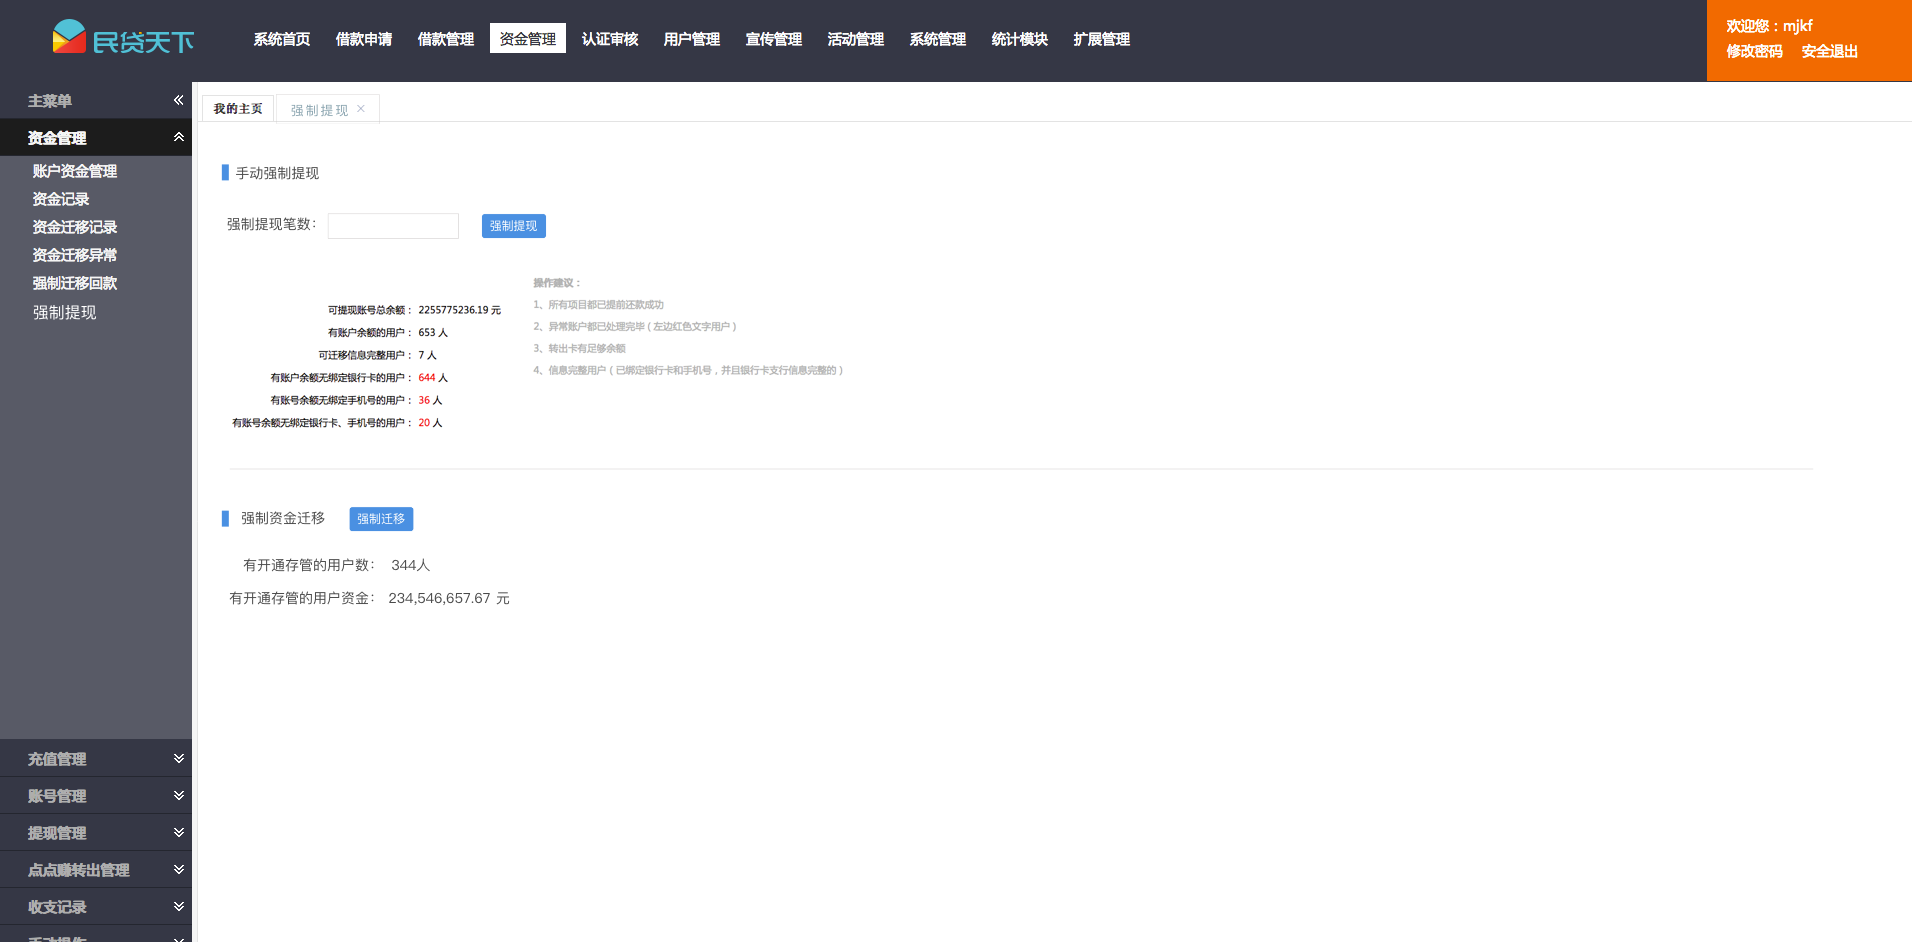 民贷天下
系统首页 借款申请 借款管理 资金管理 认证审核 用户管理 宣传管理 活动管理 系统管理 统计模块 扩展管理
欢迎您：mjkf
修改密码 安全退出
主菜单
资金管理
账户资金管理
资金记录
资金迁移记录
资金迁移异常
强制迁移回款
强制提现
充值管理
账号管理
提现管理
点点赚转出管理
收支记录
手动操作
我的主页 强制提现 ×
手动强制提现
强制提现笔数： 强制提现
可提现账号总余额： 2255775236.19 元
有账户余额的用户： 653 人
可迁移信息完整用户： 7 人
有账户余额无绑定银行卡的用户： 644 人
有账号余额无绑定手机号的用户： 36 人
有账号余额无绑定银行卡、手机号的用户： 20 人
操作建议：
1、所有项目都已提前还款成功
2、异常账户都已处理完毕（左边红色文字用户）
3、转出卡有足够余额
4、信息完整用户（已绑定银行卡和手机号，并且银行卡支行信息完整的）
强制资金迁移 强制迁移
有开通存管的用户数： 344人
有开通存管的用户资金： 234,546,657.67 元